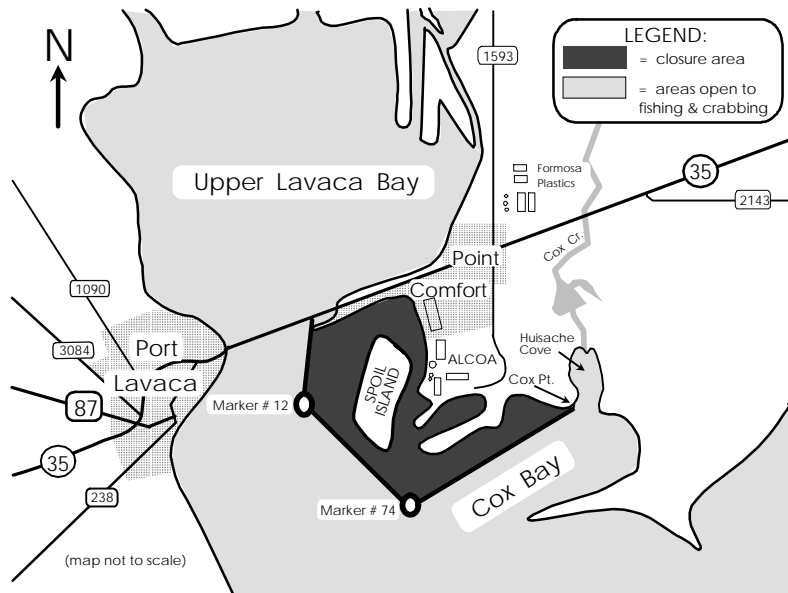 N
LEGEND:
= closure area
= areas open to
fishing & crabbing
1593
Formosa
Plastics
35
2143
Upper Lavaca Bay
Cox Cr.
Point
Comfort
1090
3084
Port
Lavaca
87
35
238
Huisache
Cove
ALCOA
Cox Pt.
SPOIL
ISLAND
Marker # 12
Marker # 74
Cox Bay
(map not to scale)